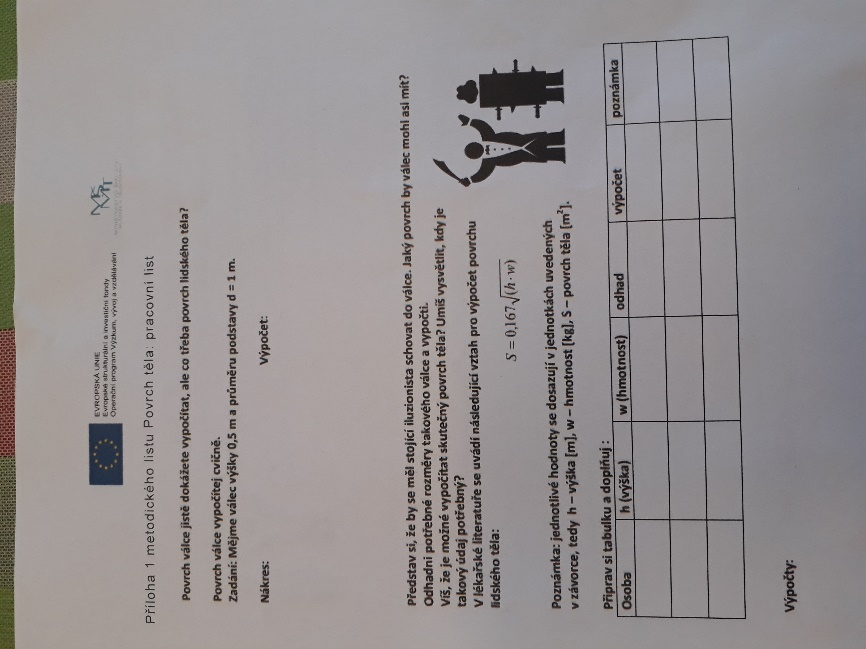 EVROPSKÁ UNIE
Evropské strukturální a investiční fondy
Operační program Výzkum, vývoj a vzdělávání
Příloha 1 metodického listu Povrch těla: pracovní list
Povrch válce jistě dokážete vypočítat, ale co třeba povrch lidského těla?
Povrch válce vypočítej cvičně.
Zadání: Mějme válec výšky 0,5 m a průměru podstavy d = 1 m.
Nákres: Výpočet:
Představ si, že by se měl stojící iluzionista schovat do válce. Jaký povrch by válec mohl asi mít?
Odhadni potřebné rozměry takového válce a vypočti.
Víš, že je možné vypočítat skutečný povrch těla? Umíš vysvětlit, kdy je
takový údaj potřebný?
V lékařské literatuře se uvádí následující vztah pro výpočet povrchu
lidského těla:
S = 0,167√(h · w)
Poznámka: jednotlivé hodnoty se dosazují v jednotkách uvedených
v závorce, tedy h – výška [m], w – hmotnost [kg], S – povrch těla [m²].
Připrav si tabulku a doplňuj :
Osoba h (výška) w (hmotnost) odhad výpočet poznámka
Výpočty: